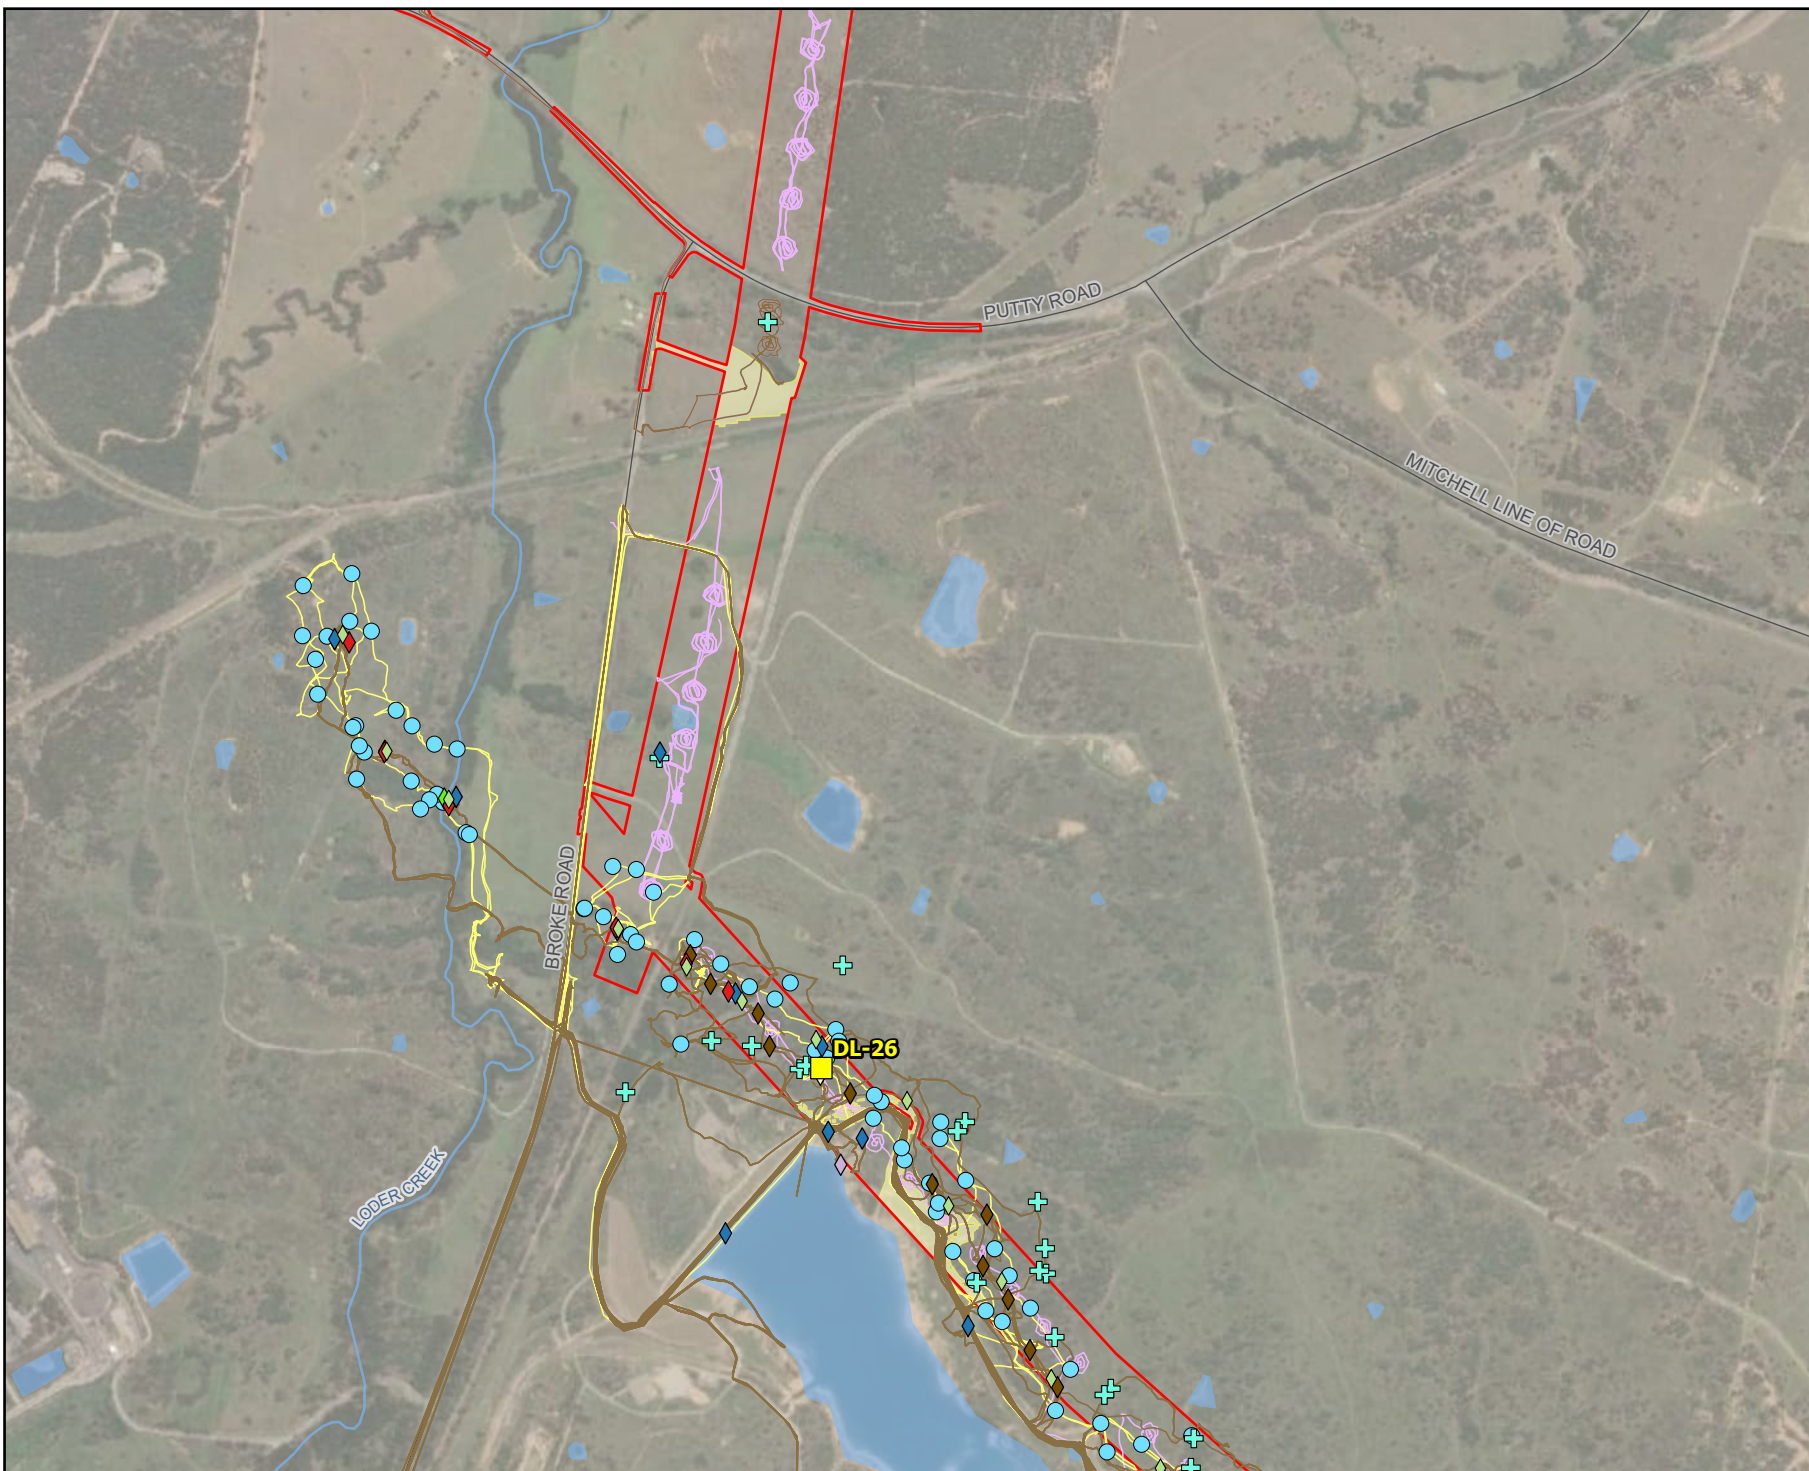 PUTTY ROAD
MITCHELL LINE OF ROAD
BROKE ROAD
DL-26
LODER CREEK